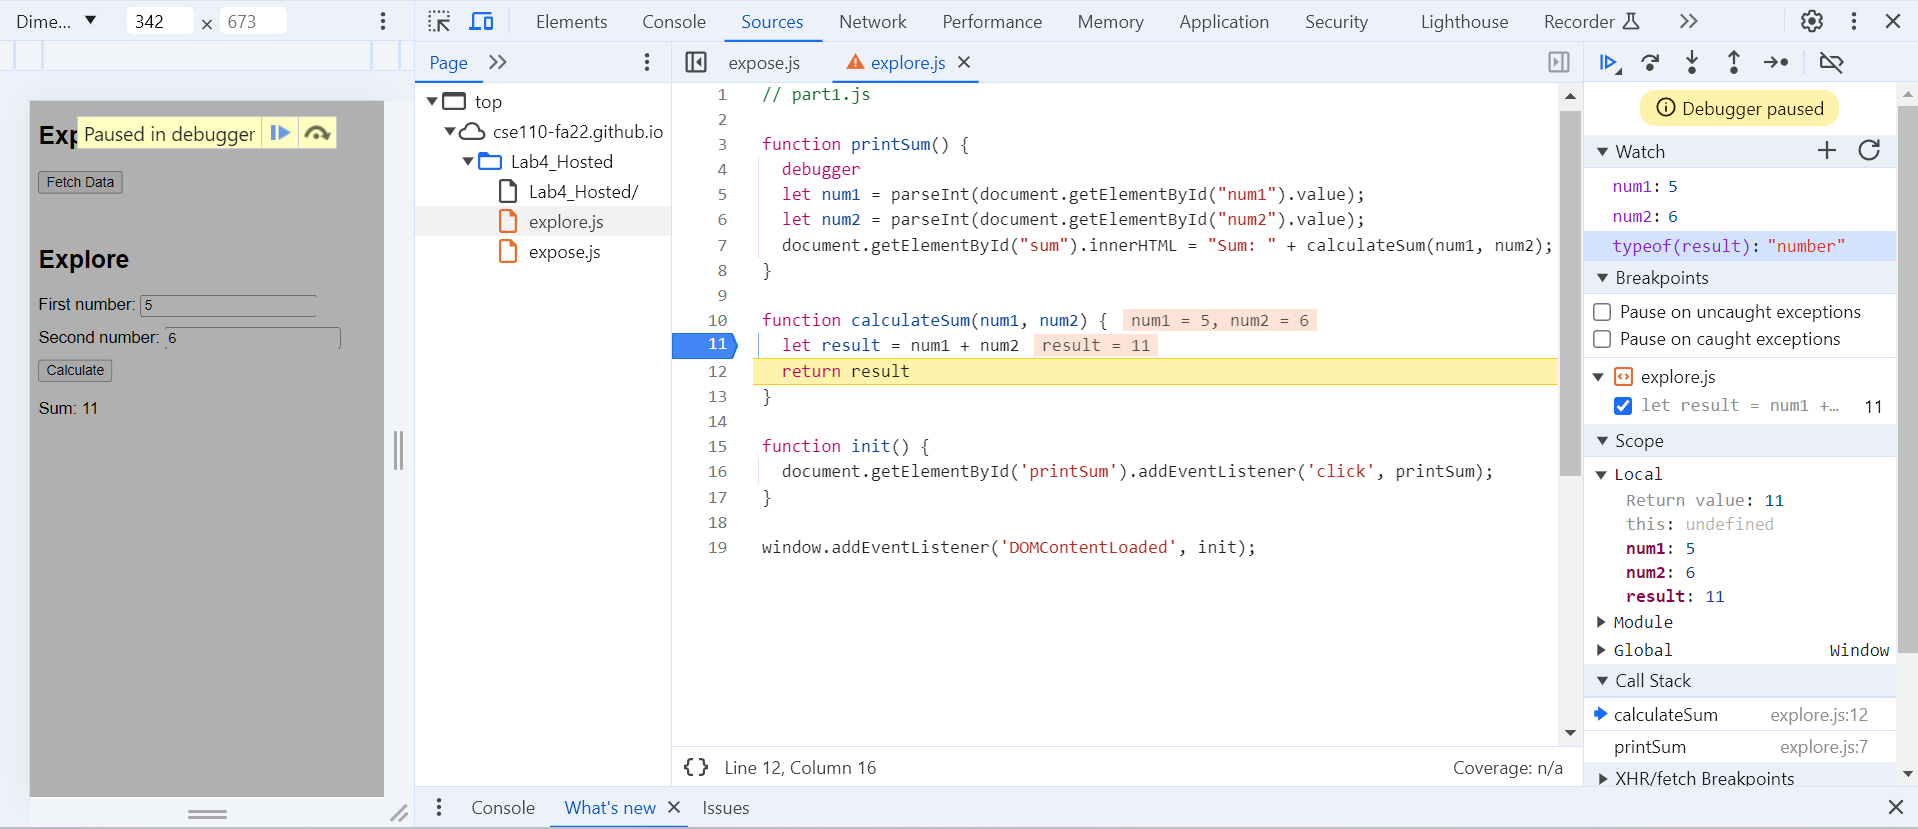 Dime... 342 × 673
Elements Console Sources Network Performance Memory Application Security Lighthouse Recorder
Exp
Paused in debugger
Fetch Data
Explore
First number: 5
Second number: 6
Calculate
Sum: 11
Page
top
cse110-fa22.github.io
Lab4_Hosted
Lab4_Hosted/
explore.js
expose.js
expose.js explore.js
1 // part1.js
2
3 function printSum() {
4 debugger
5 let num1 = parseInt(document.getElementById("num1").value);
6 let num2 = parseInt(document.getElementById("num2").value);
7 document.getElementById("sum").innerHTML = "Sum: " + calculateSum(num1, num2);
8 }
9
10 function calculateSum(num1, num2) { num1 = 5, num2 = 6
11 let result = num1 + num2 result = 11
12 return result
13 }
14
15 function init() {
16 document.getElementById('printSum').addEventListener('click', printSum);
17 }
18
19 window.addEventListener('DOMContentLoaded', init);
{} Line 12, Column 16 Coverage: n/a
Debugger paused
Watch
num1: 5
num2: 6
typeof(result): "number"
Breakpoints
Pause on uncaught exceptions
Pause on caught exceptions
explore.js
let result = num1 +… 11
Scope
Local
Return value: 11
this: undefined
num1: 5
num2: 6
result: 11
Module
Global Window
Call Stack
calculateSum explore.js:12
printSum explore.js:7
XHR/fetch Breakpoints
Console What's new Issues